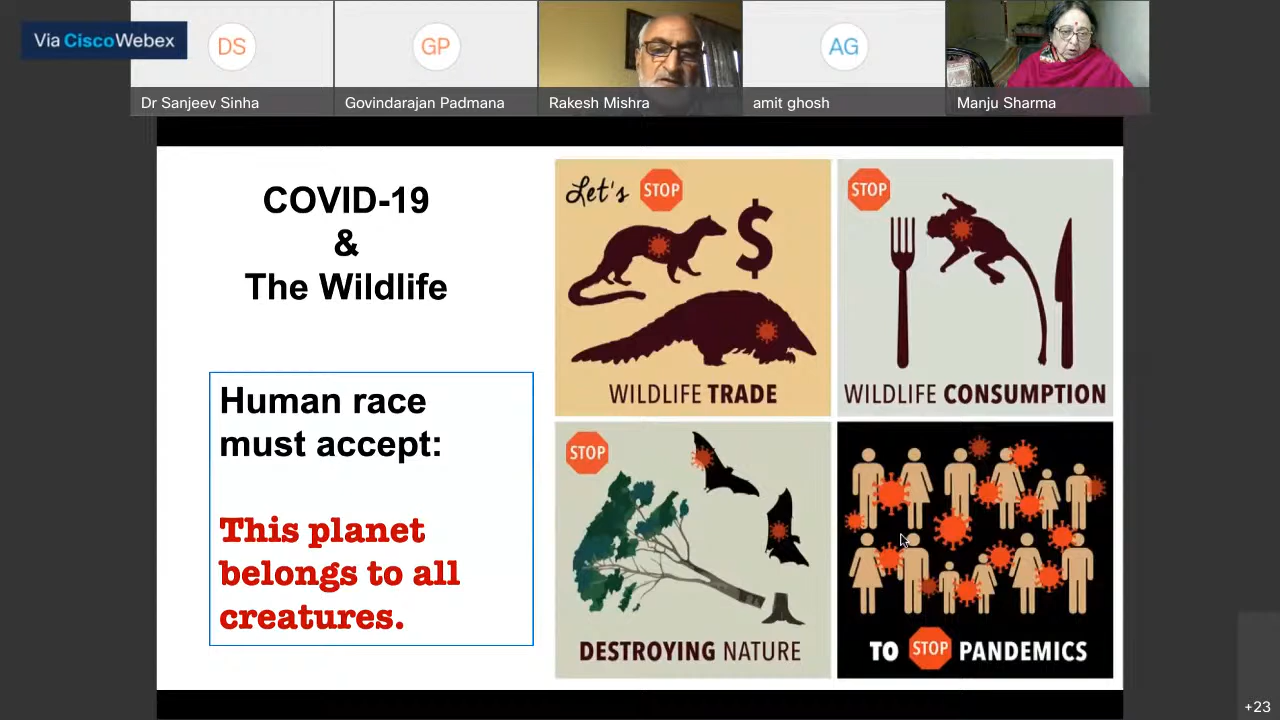 Via CiscoWebex
DS
GP
AG
Dr Sanjeev Sinha
Govindarajan Padmana
Rakesh Mishra
amit ghosh
Manju Sharma
COVID-19
&
The Wildlife
Human race
must accept:
This planet
belongs to all
creatures.
Let's STOP
$
WILDLIFE TRADE
STOP
WILDLIFE CONSUMPTION
STOP
DESTROYING NATURE
TO STOP PANDEMICS
+23